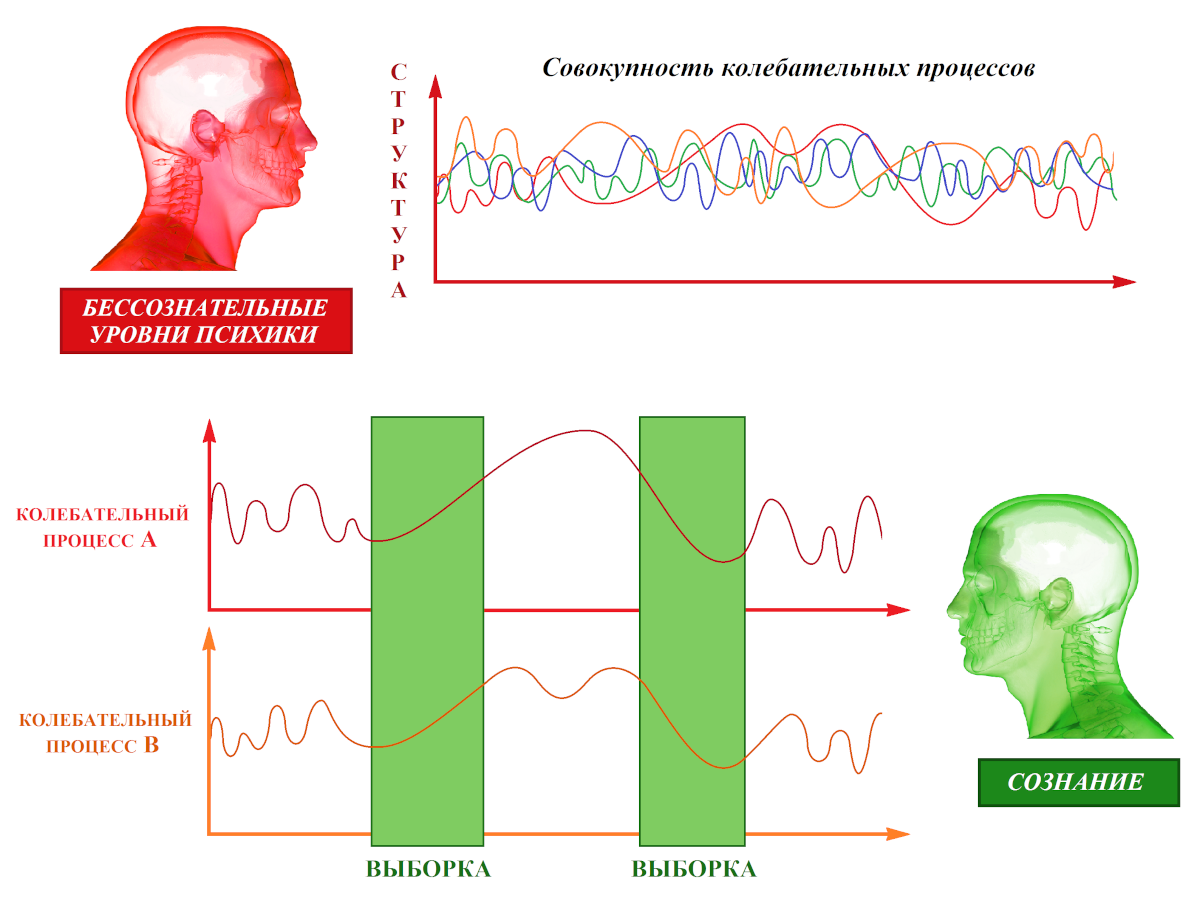 Совокупность колебательных процессов
СТРУКТУРА
БЕССОЗНАТЕЛЬНЫЕ
УРОВНИ ПСИХИКИ
КОЛЕБАТЕЛЬНЫЙ
ПРОЦЕСС А
КОЛЕБАТЕЛЬНЫЙ
ПРОЦЕСС В
СОЗНАНИЕ
ВЫБОРКА
ВЫБОРКА